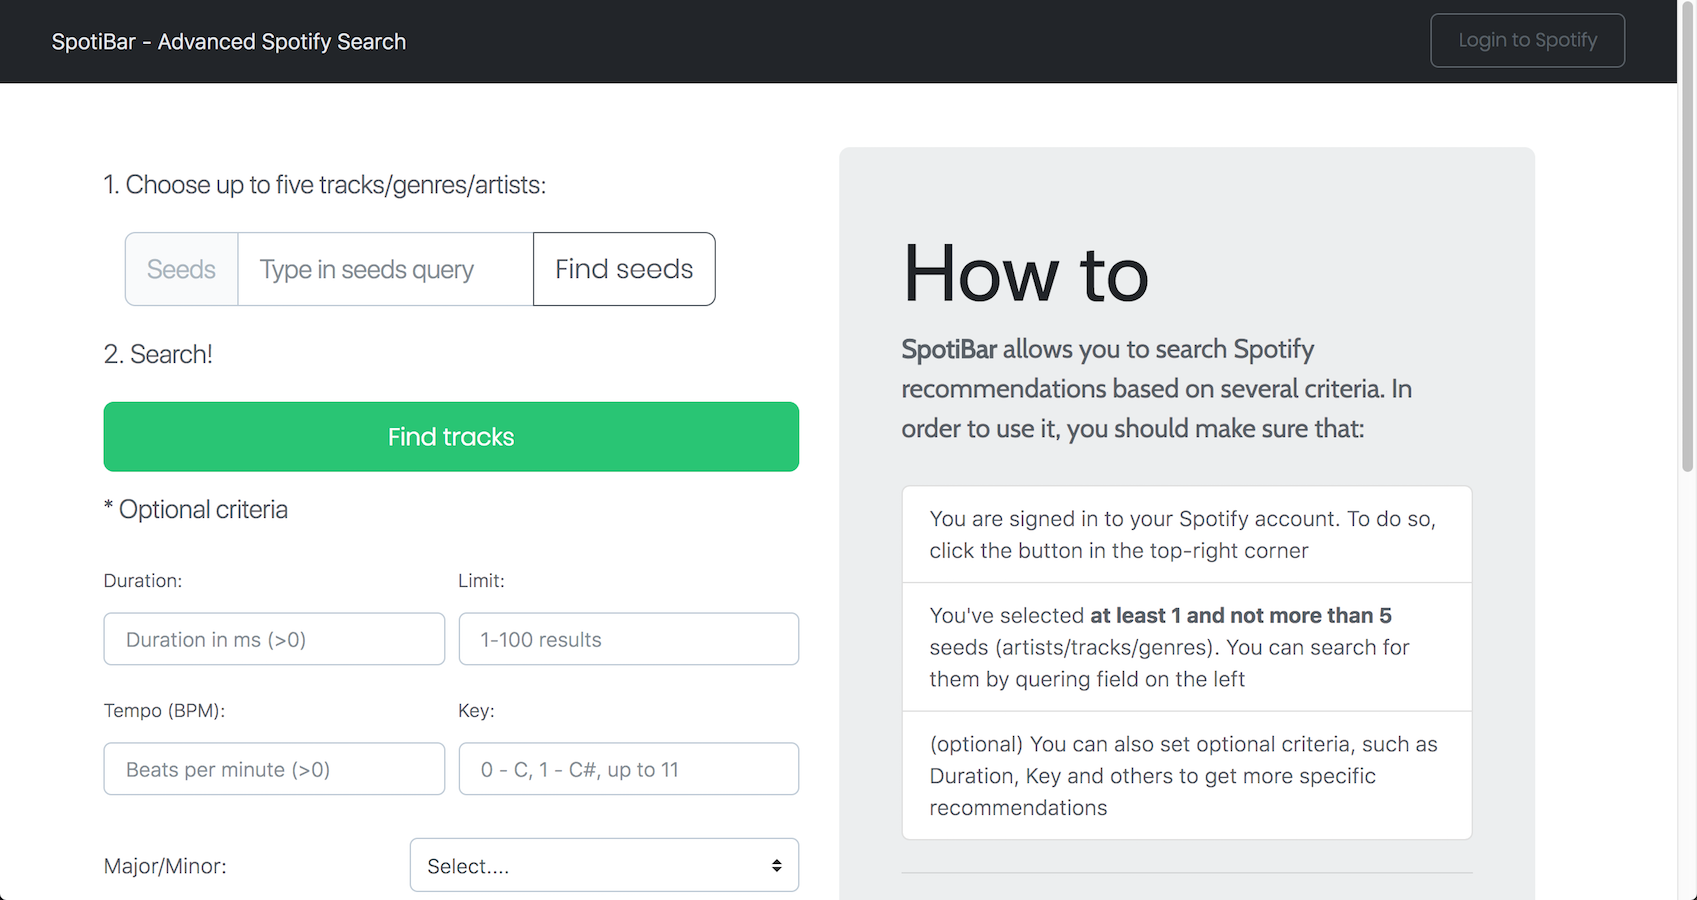 SpotiBar - Advanced Spotify Search
Login to Spotify
1. Choose up to five tracks/genres/artists:
Seeds
Type in seeds query
Find seeds
2. Search!
Find tracks
* Optional criteria
Duration:
Limit:
Duration in ms (>0)
1-100 results
Tempo (BPM):
Key:
Beats per minute (>0)
0 - C, 1 - C#, up to 11
Major/Minor:
Select....
How to
SpotiBar allows you to search Spotify
recommendations based on several criteria. In
order to use it, you should make sure that:
You are signed in to your Spotify account. To do so,
click the button in the top-right corner
You've selected at least 1 and not more than 5
seeds (artists/tracks/genres). You can search for
them by quering field on the left
(optional) You can also set optional criteria, such as
Duration, Key and others to get more specific
recommendations